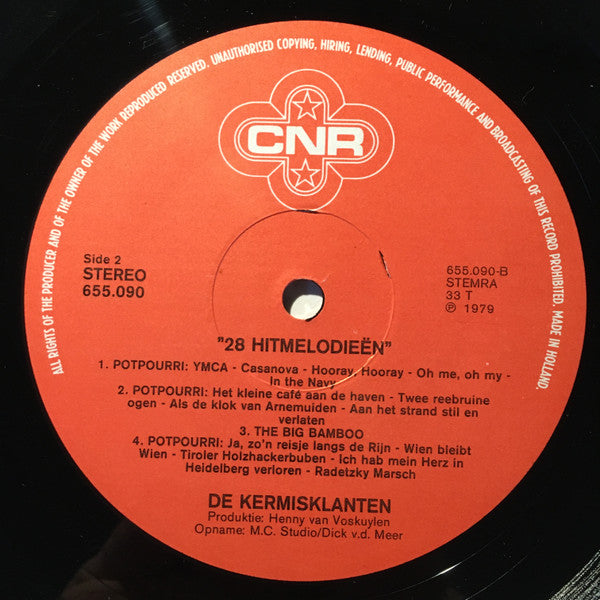 ALL RIGHTS OF THE PRODUCER AND OF THE OWNER OF THE WORK REPRODUCED RESERVED. UNAUTHORISED COPYING, HIRING, LENDING, PUBLIC PERFORMANCE AND BROADCASTING OF THIS RECORD PROHIBITED. MADE IN HOLLAND.
CNR
Side 2
STEREO
655.090
655.090-B
STEMRA
33 T
℗ 1979
"28 HITMELODIEËN"
1. POTPOURRI: YMCA - Casanova - Hooray, Hooray - Oh me, oh my -
In the Navy
2. POTPOURRI: Het kleine café aan de haven - Twee reebruine
ogen - Als de klok van Arnemuiden - Aan het strand stil en
verlaten
3. THE BIG BAMBOO
4. POTPOURRI: Ja, zo'n reisje langs de Rijn - Wien bleibt
Wien - Tiroler Holzhackerbuben - Ich hab mein Herz in
Heidelberg verloren - Radetzky Marsch
DE KERMISKLANTEN
Produktie: Henny van Voskuylen
Opname: M.C. Studio/Dick v.d. Meer